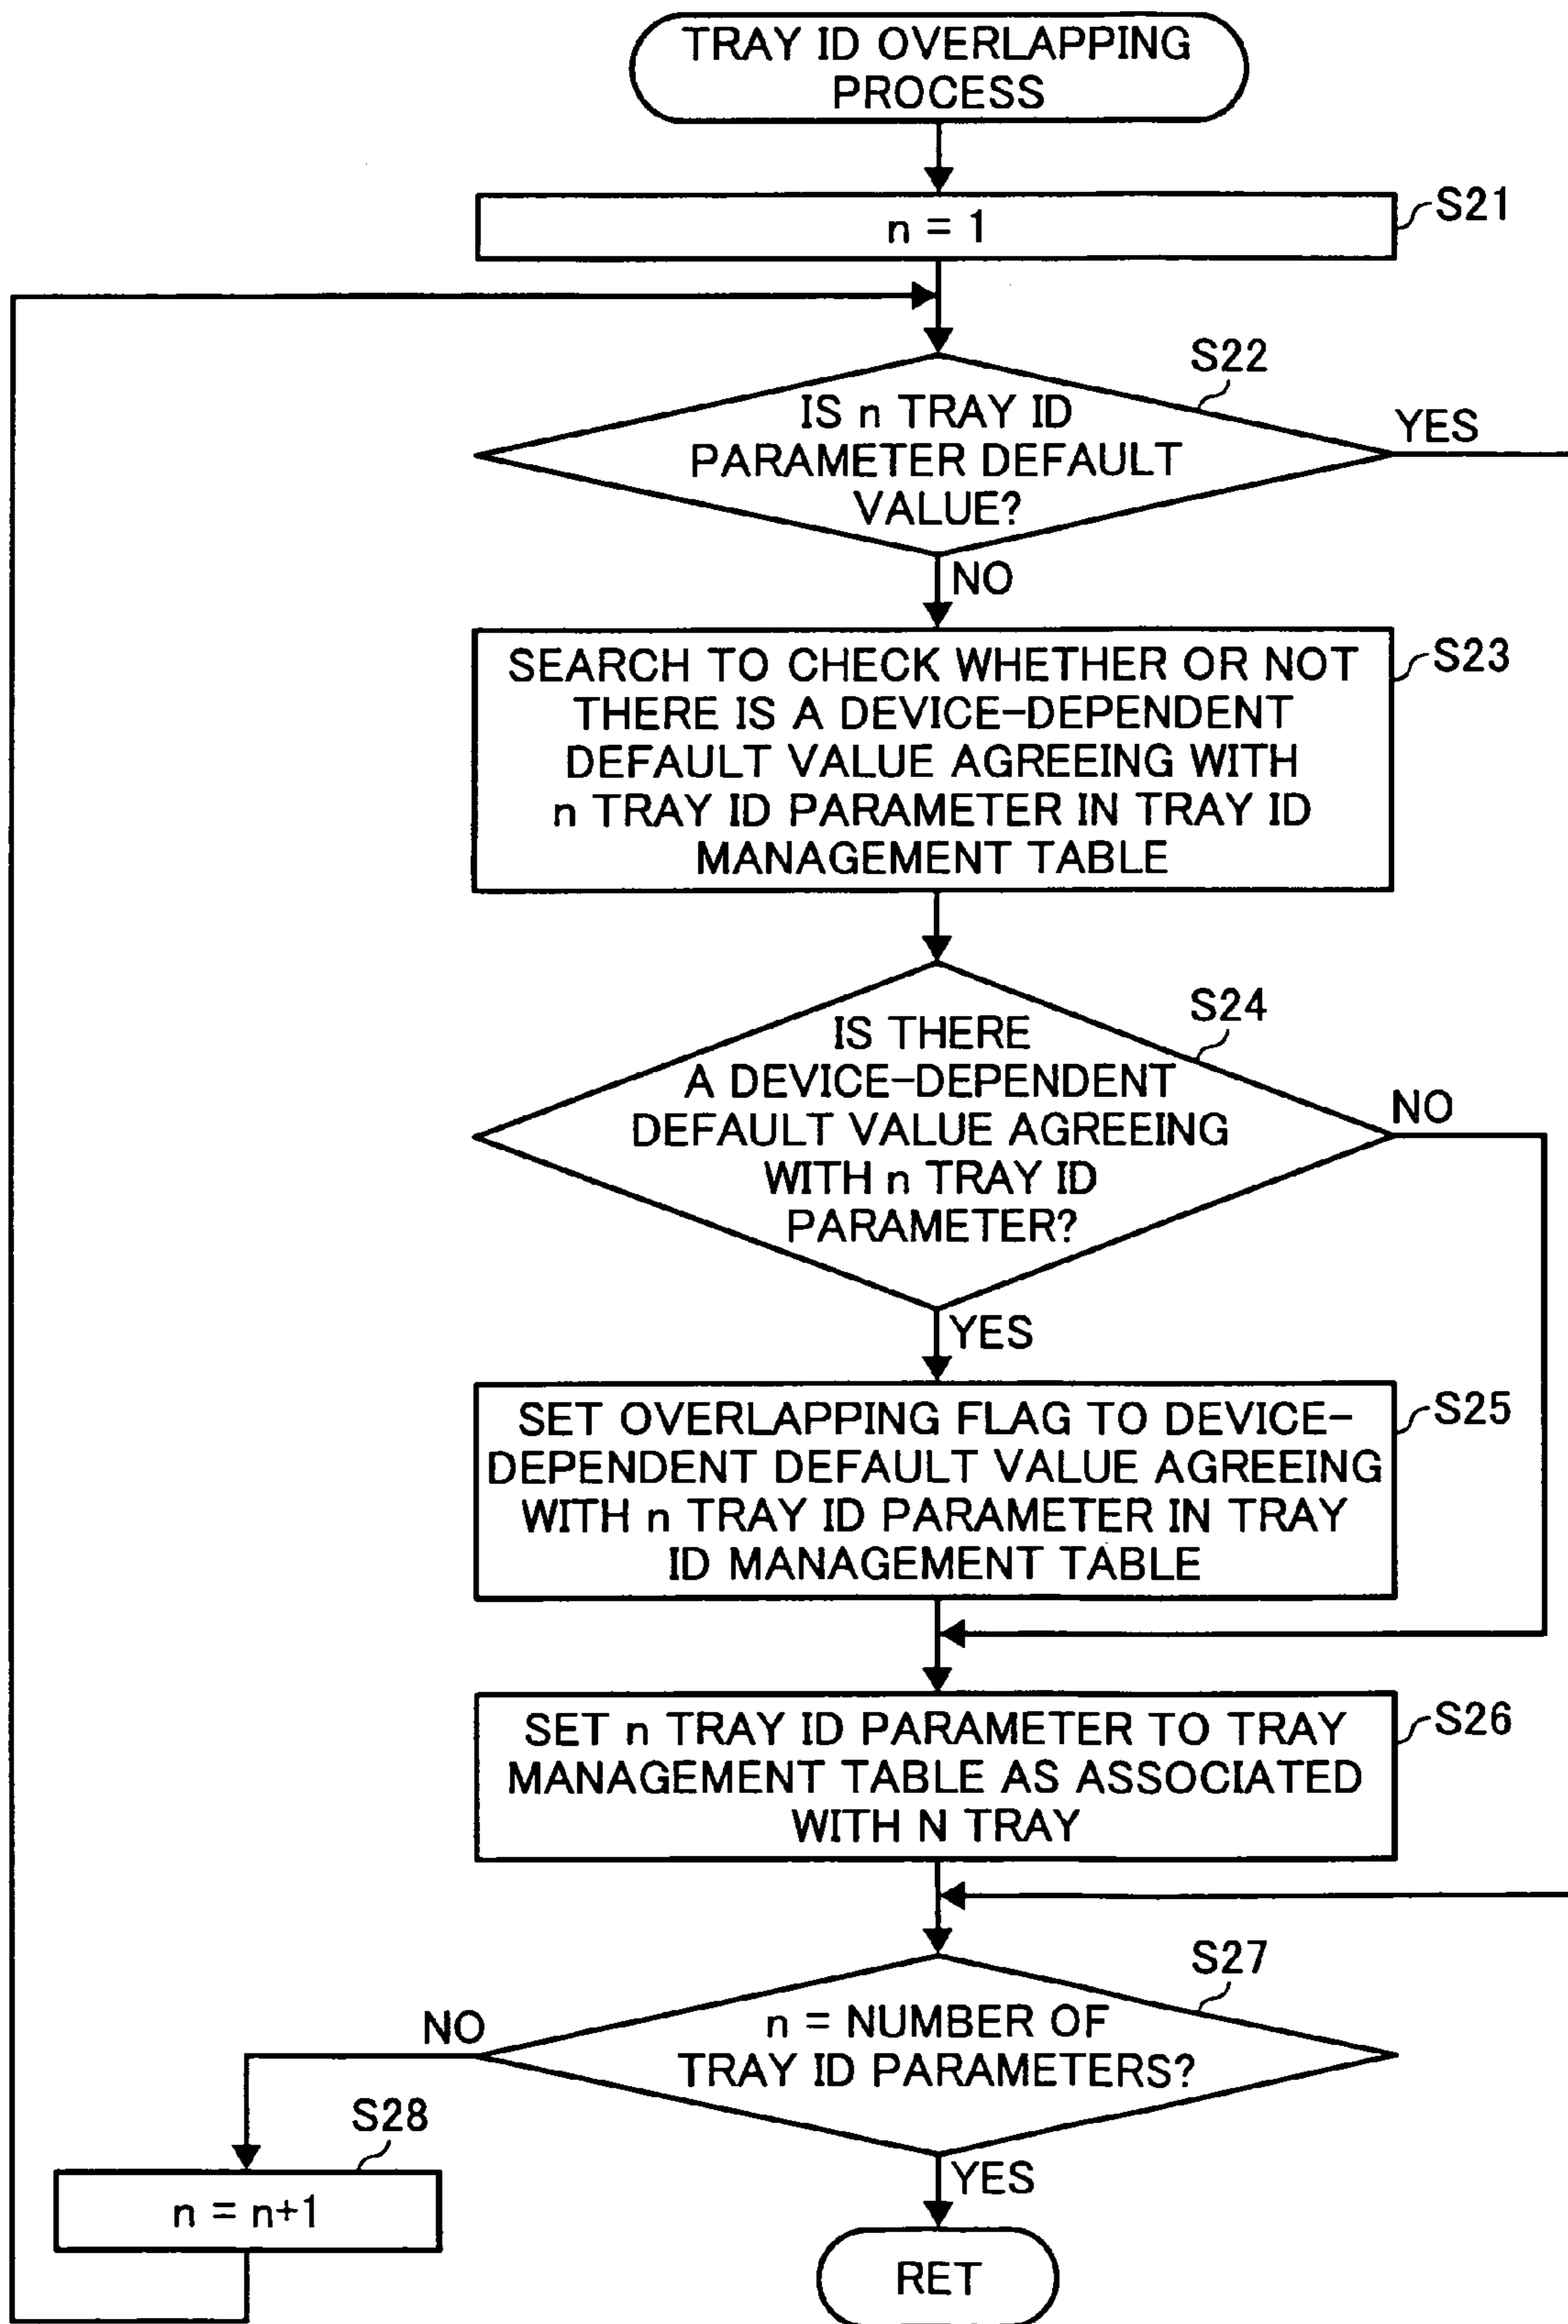 TRAY ID OVERLAPPING
PROCESS
S21
n = 1
S22
IS n TRAY ID
PARAMETER DEFAULT
VALUE?
YES
NO
S23
SEARCH TO CHECK WHETHER OR NOT
THERE IS A DEVICE-DEPENDENT
DEFAULT VALUE AGREEING WITH
n TRAY ID PARAMETER IN TRAY ID
MANAGEMENT TABLE
S24
IS THERE
A DEVICE-DEPENDENT
DEFAULT VALUE AGREEING
WITH n TRAY ID
PARAMETER?
NO
YES
S25
SET OVERLAPPING FLAG TO DEVICE-
DEPENDENT DEFAULT VALUE AGREEING
WITH n TRAY ID PARAMETER IN TRAY
ID MANAGEMENT TABLE
S26
SET n TRAY ID PARAMETER TO TRAY
MANAGEMENT TABLE AS ASSOCIATED
WITH N TRAY
S27
n = NUMBER OF
TRAY ID PARAMETERS?
NO
S28
n = n+1
YES
RET